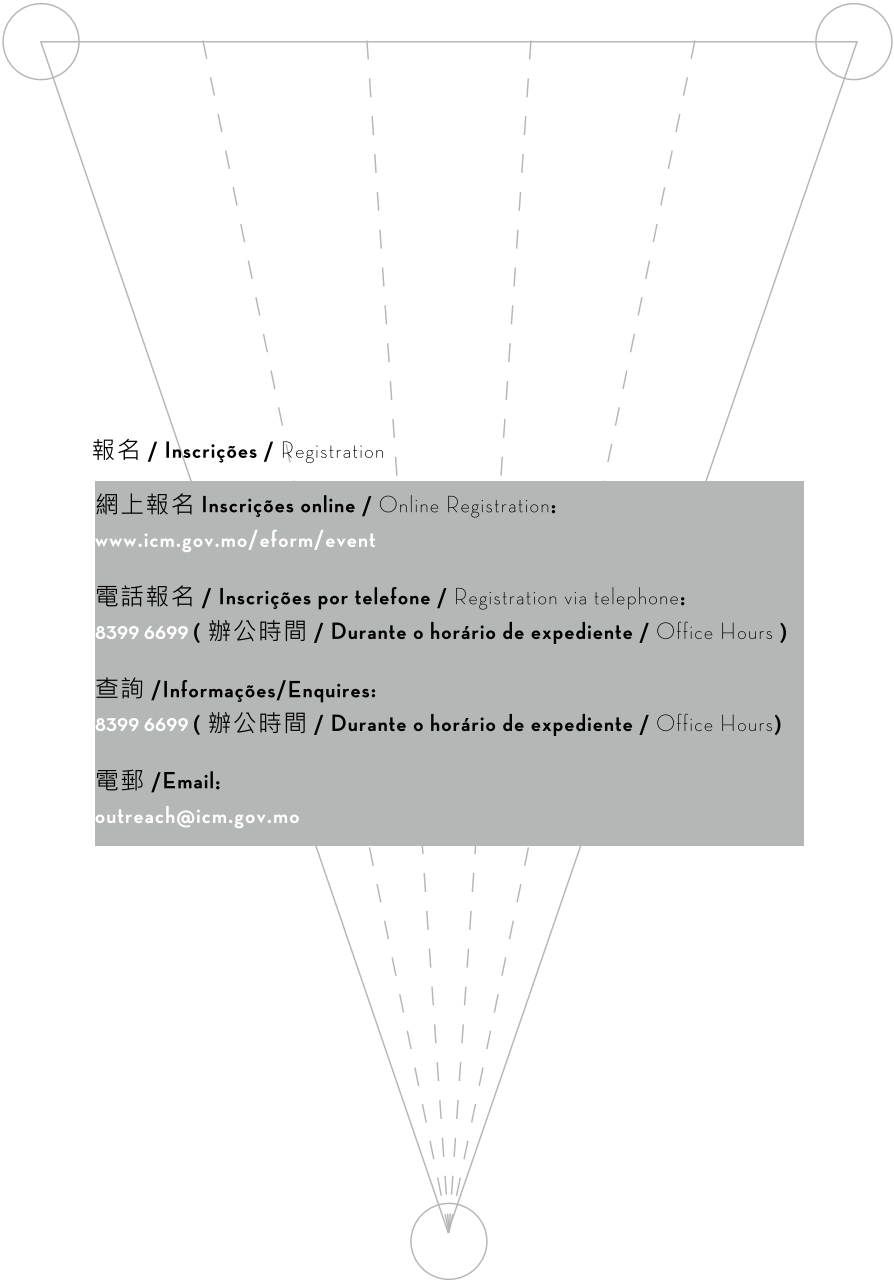 報名 / Inscrições / Registration
網上報名 Inscrições online / Online Registration:
www.icm.gov.mo/eform/event
電話報名 / Inscrições por telefone / Registration via telephone:
8399 6699 ( 辦公時間 / Durante o horário de expediente / Office Hours )
查詢 /Informações/Enquires:
8399 6699 ( 辦公時間 / Durante o horário de expediente / Office Hours)
電郵 /Email:
outreach@icm.gov.mo